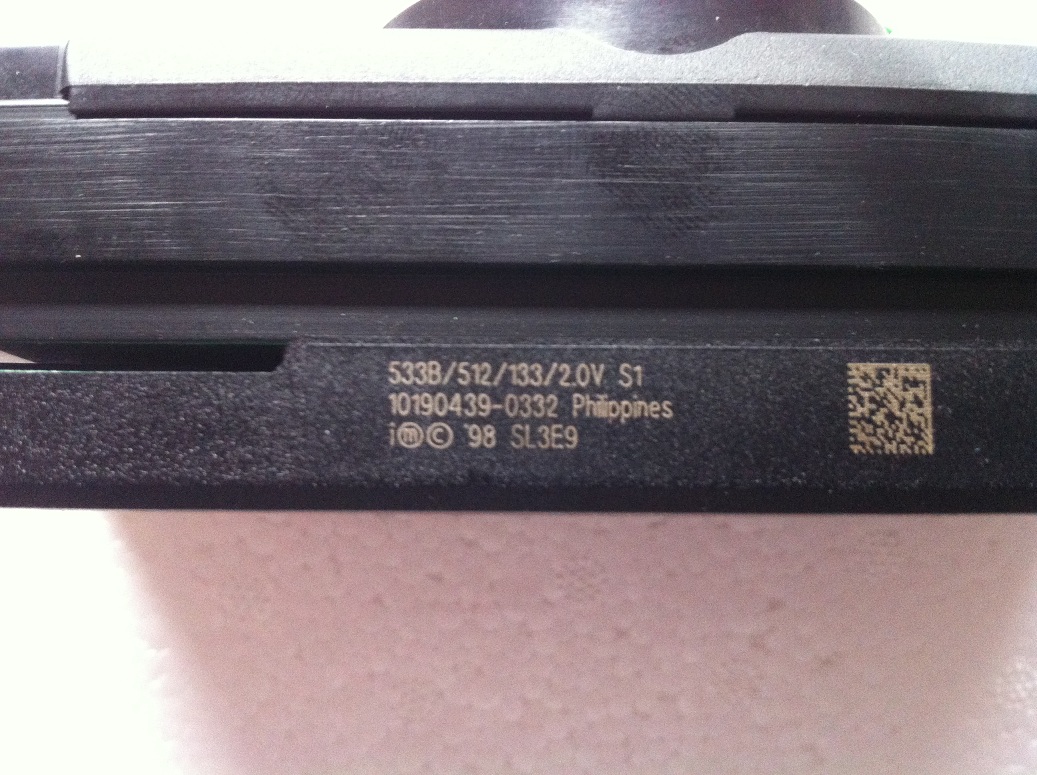 533B/512/133/2.0V S1
10190439-0332 Philippines
i ⓜ © '98 SL3E9